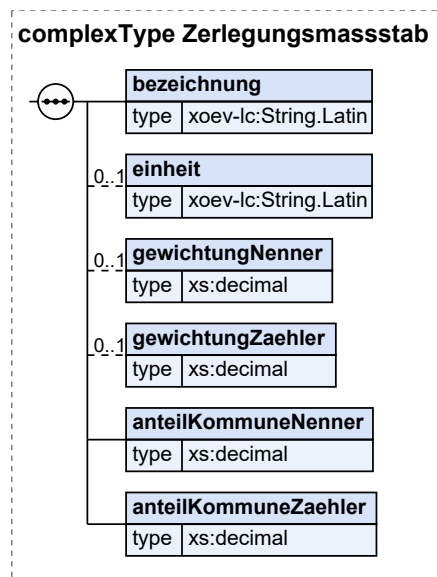 complexType Zerlegungsmassstab
bezeichnung
type xoev-lc:String.Latin
0..1
einheit
type xoev-lc:String.Latin
0..1
gewichtungNenner
type xs:decimal
0..1
gewichtungZaehler
type xs:decimal
anteilKommuneNenner
type xs:decimal
anteilKommuneZaehler
type xs:decimal